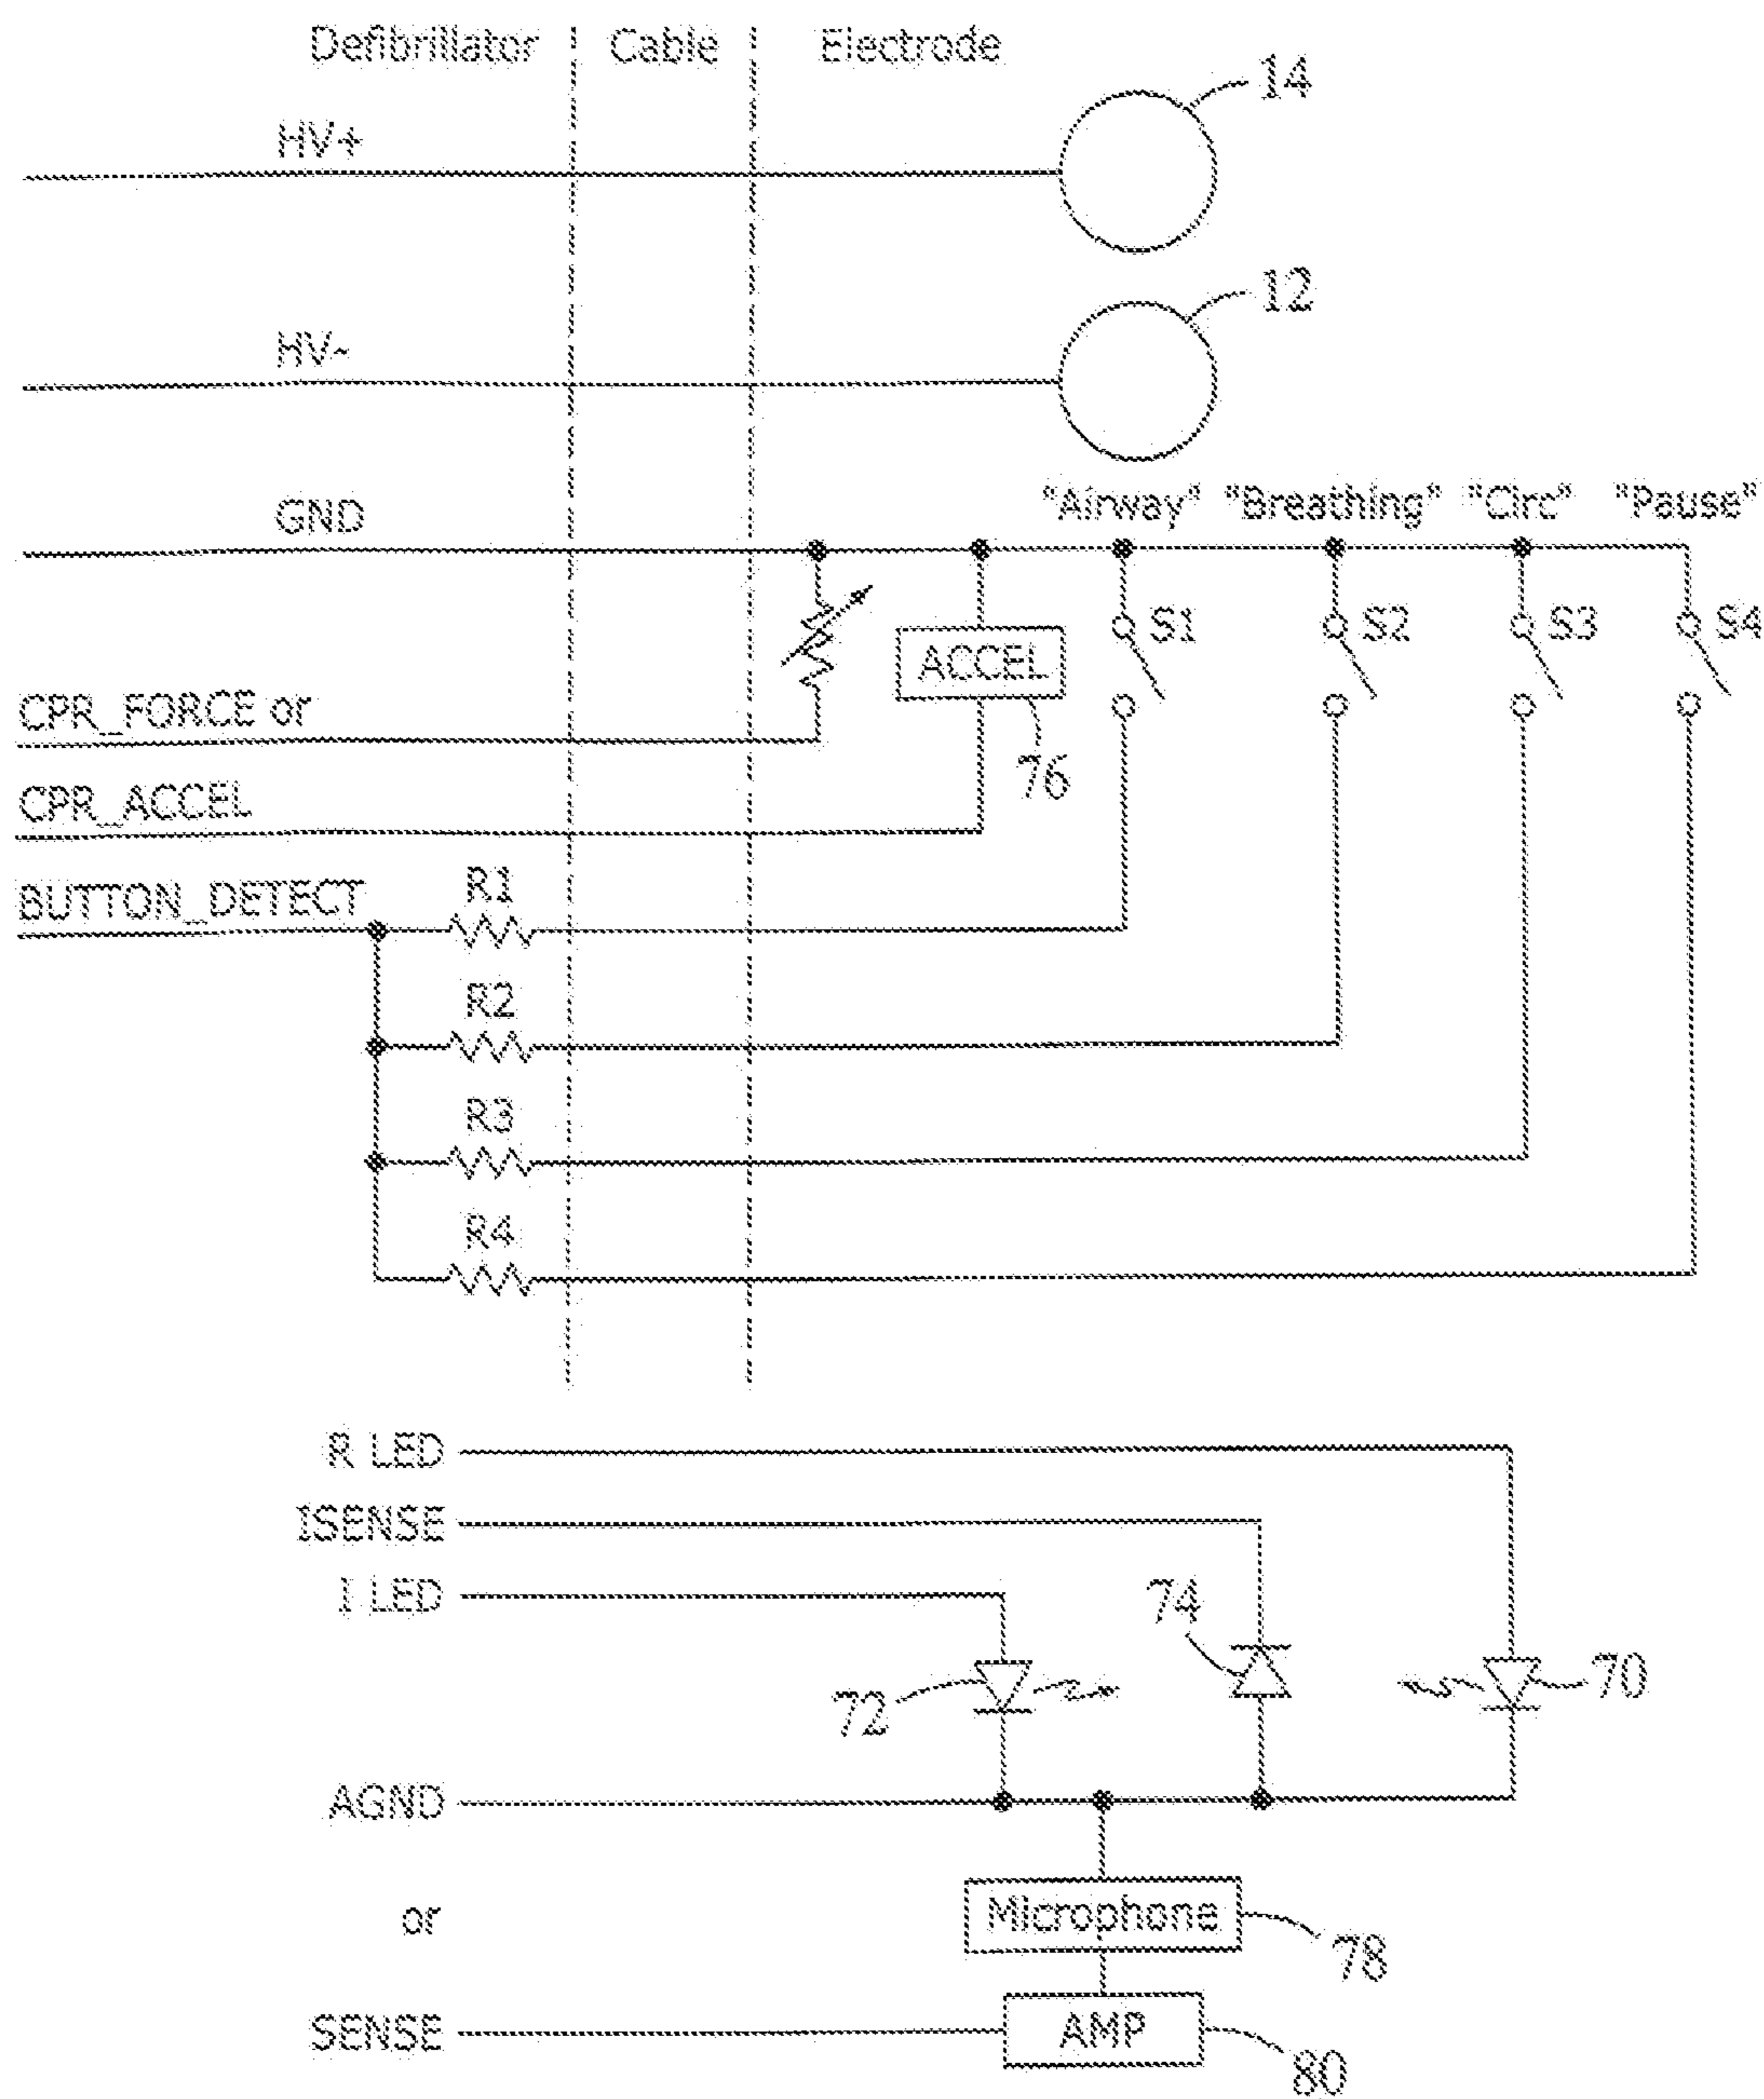 Defibrillator Cable Electrode
14
HV+
12
HV-
GND
"Airway" "Breathing" "Circ" "Pause"
S1 S2 S3 S4
ACCEL
CPR_FORCE or
76
CPR_ACCEL
BUTTON_DETECT
R1
R2
R3
R4
R LED
ISENSE
I LED
74
72
70
AGND
Microphone
or
78
SENSE
AMP
80